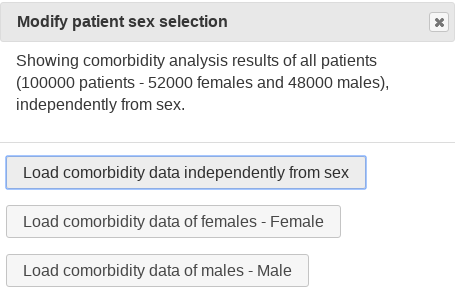 Modify patient sex selection
Showing comorbidity analysis results of all patients
(100000 patients - 52000 females and 48000 males),
independently from sex.
Load comorbidity data independently from sex
Load comorbidity data of females - Female
Load comorbidity data of males - Male